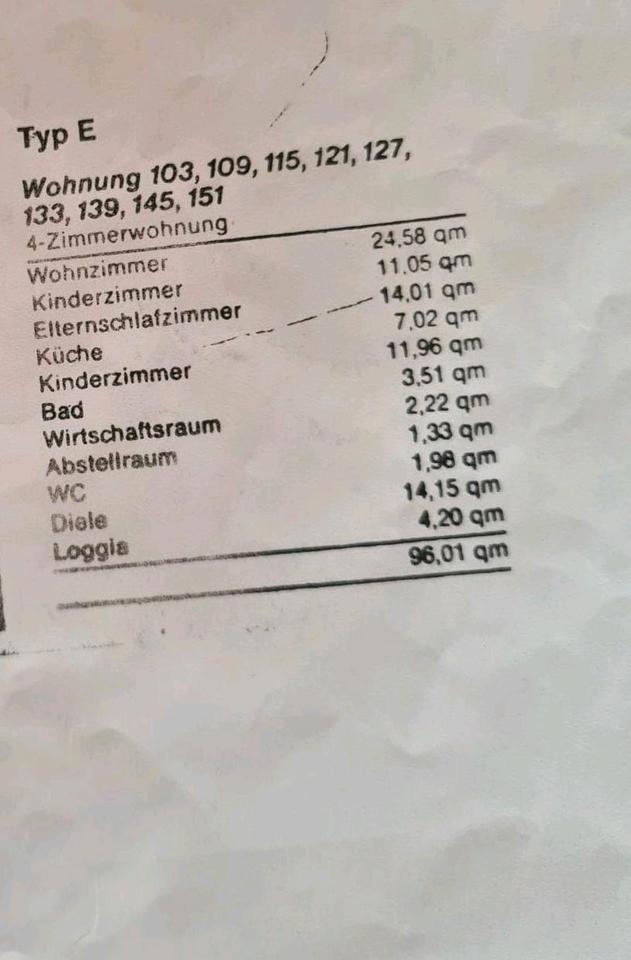 Typ E
Wohnung 103, 109, 115, 121, 127,
133, 139, 145, 151
4-Zimmerwohnung
Wohnzimmer 24,58 qm
Kinderzimmer 11,05 qm
Elternschlafzimmer 14,01 qm
Küche 7,02 qm
Kinderzimmer 11,96 qm
Bad 3,51 qm
Wirtschaftsraum 2,22 qm
Abstellraum 1,33 qm
WC 1,98 qm
Diele 14,15 qm
Loggia 4,20 qm
96,01 qm